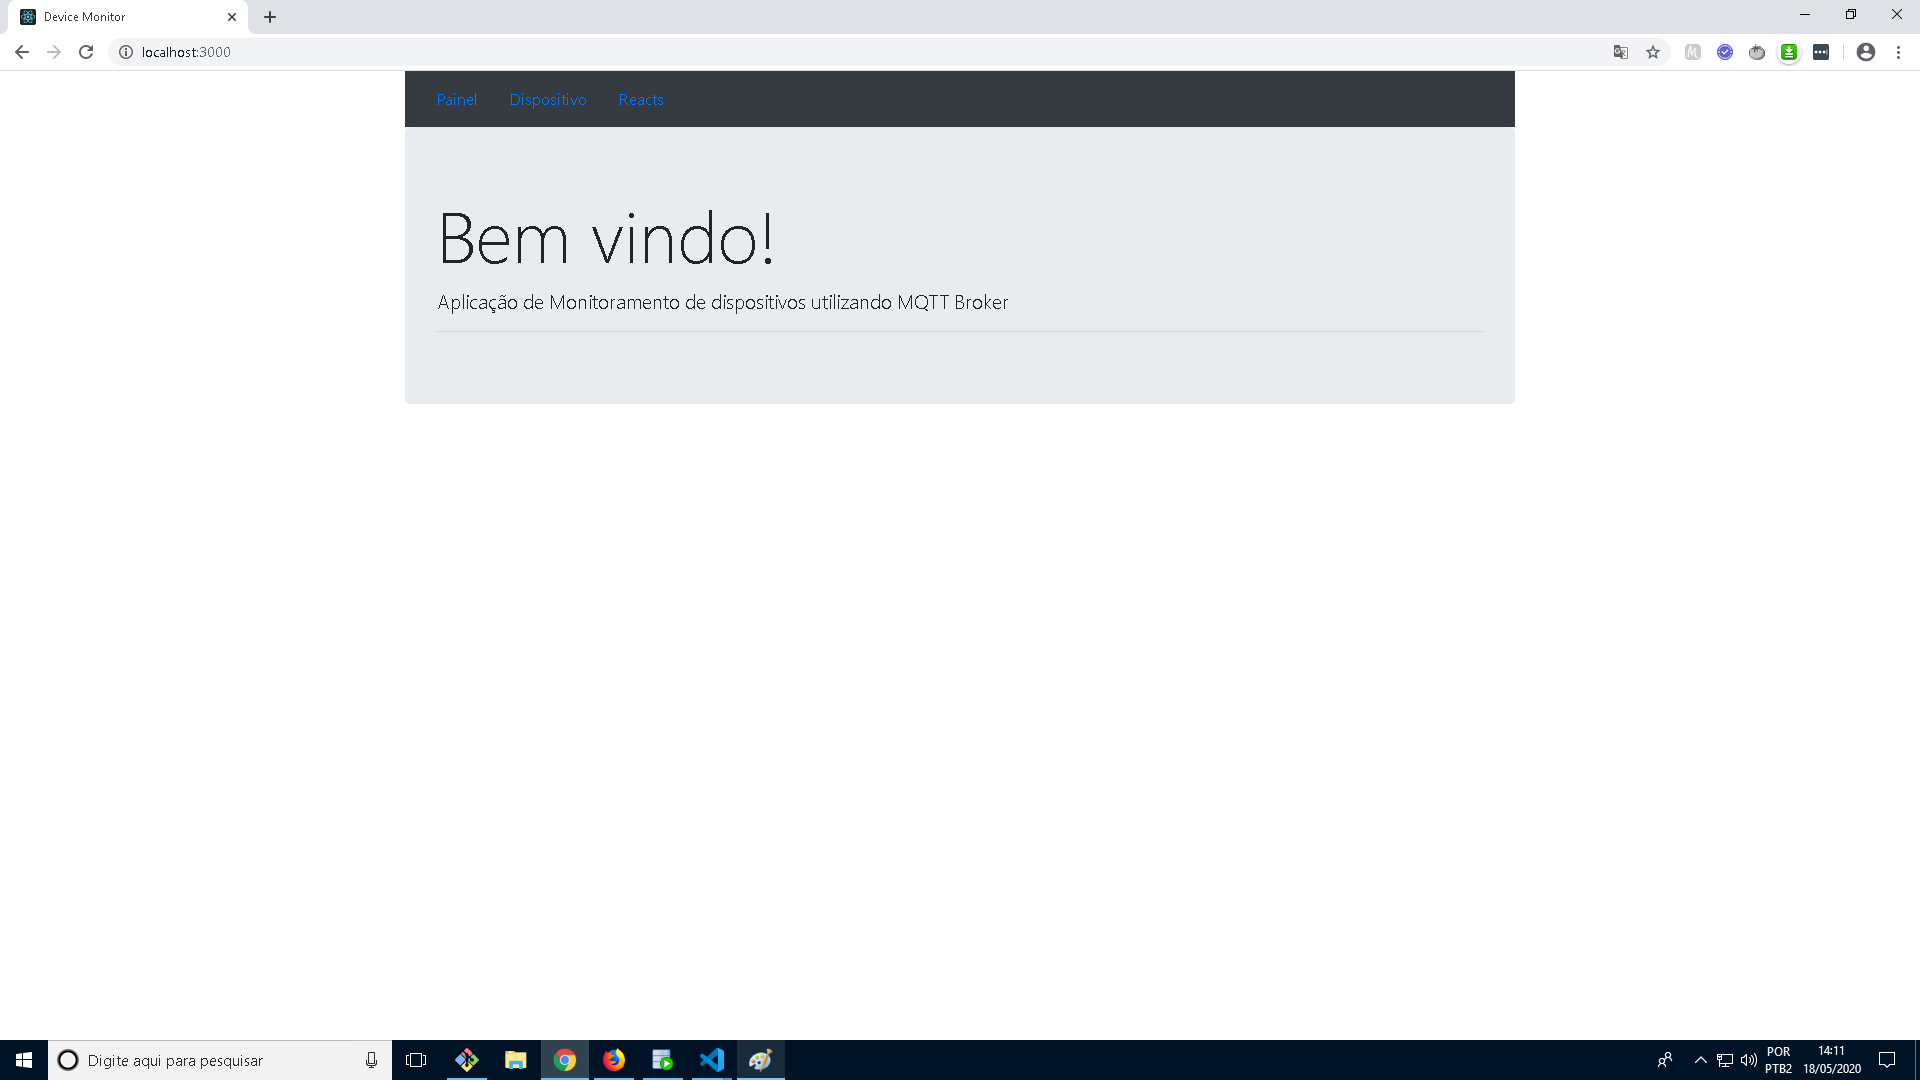 Device Monitor
localhost:3000
Painel Dispositivo Reacts
Bem vindo!
Aplicação de Monitoramento de dispositivos utilizando MQTT Broker
Digite aqui para pesquisar
POR
PTB2
14:11
18/05/2020